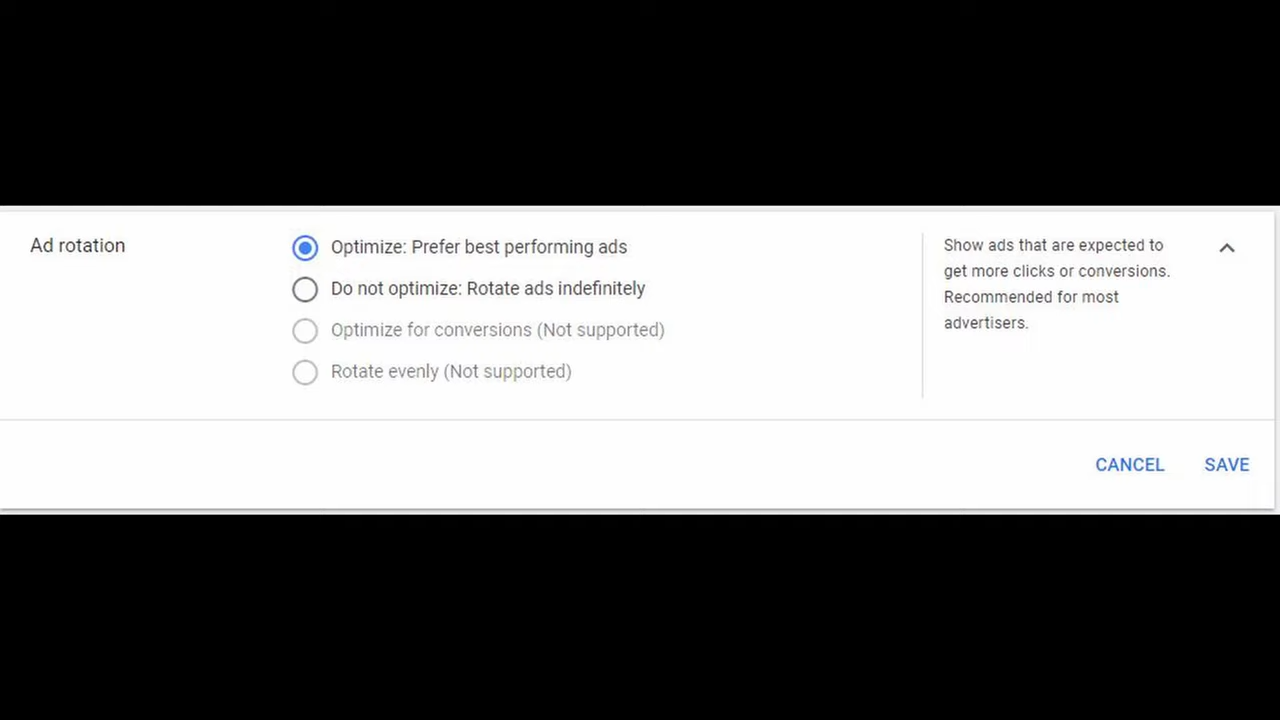 Ad rotation
Optimize: Prefer best performing ads
Do not optimize: Rotate ads indefinitely
Optimize for conversions (Not supported)
Rotate evenly (Not supported)
Show ads that are expected to
get more clicks or conversions.
Recommended for most
advertisers.
CANCEL
SAVE